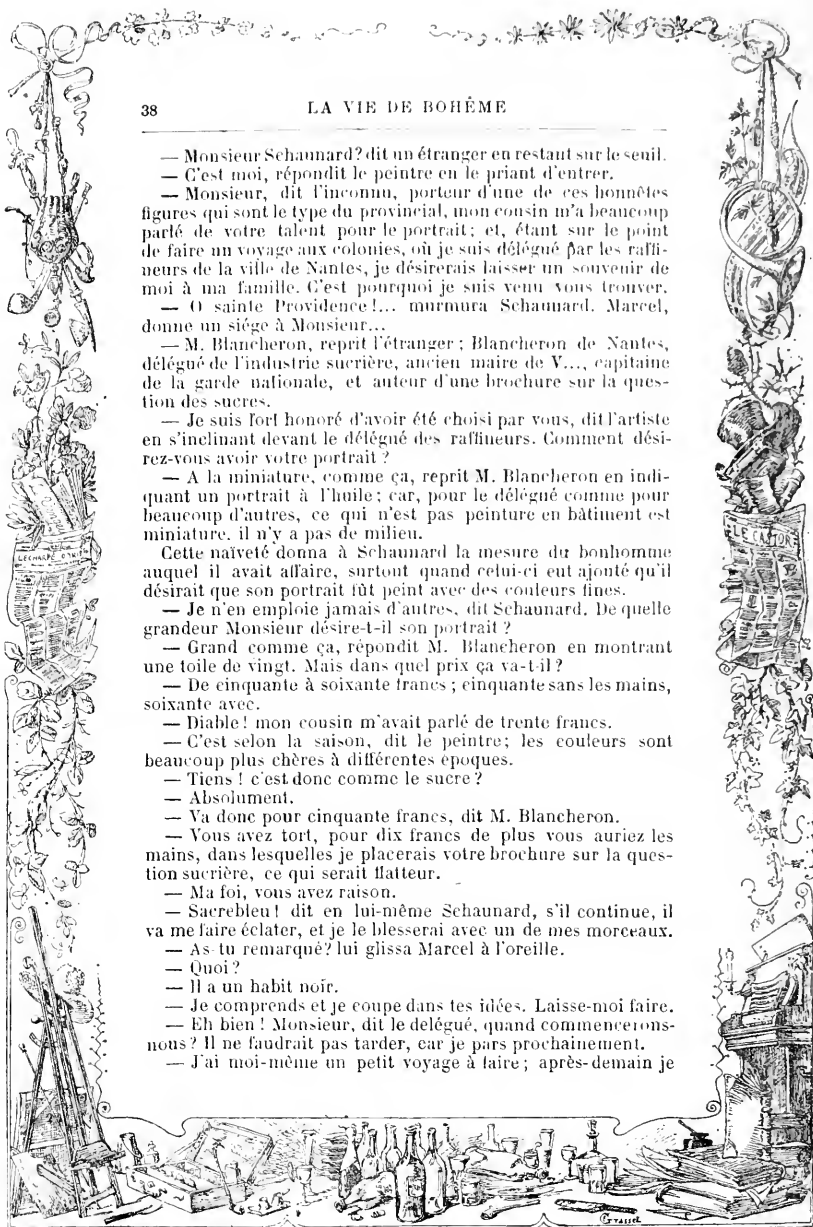 38 LA VIE DE BOHÊME
— Monsieur Schaunard? dit un étranger en restant sur le seuil.
— C'est moi, répondit le peintre en le priant d'entrer.
— Monsieur, dit l'inconnu, porteur d'une de ces honnêtes
figures qui sont le type du provincial, mon cousin m'a beaucoup
parlé de votre talent pour le portrait; et, étant sur le point
de faire un voyage aux colonies, où je suis délégué par les raffi-
neurs de la ville de Nantes, je désirerais laisser un souvenir de
moi à ma famille. C'est pourquoi je suis venu vous trouver.
— O sainte Providence!... murmura Schaunard. Marcel,
donne un siége à Monsieur...
— M. Blancheron, reprit l'étranger; Blancheron de Nantes,
délégué de l'industrie sucrière, ancien maire de V..., capitaine
de la garde nationale, et auteur d'une brochure sur la ques-
tion des sucres.
— Je suis fort honoré d'avoir été choisi par vous, dit l'artiste
en s'inclinant devant le délégué des raffineurs. Comment dési-
rez-vous avoir votre portrait?
— A la miniature, comme ça, reprit M. Blancheron en indi-
quant un portrait à l'huile; car, pour le délégué comme pour
beaucoup d'autres, ce qui n'est pas peinture en bâtiment est
miniature. il n'y a pas de milieu.
Cette naïveté donna à Schaunard la mesure du bonhomme
auquel il avait affaire, surtout quand celui-ci eut ajouté qu'il
désirait que son portrait fût peint avec des couleurs fines.
— Je n'en emploie jamais d'autres, dit Schaunard. De quelle
grandeur Monsieur désire-t-il son portrait?
— Grand comme ça, répondit M. Blancheron en montrant
une toile de vingt. Mais dans quel prix ça va-t-il?
— De cinquante à soixante francs; cinquante sans les mains,
soixante avec.
— Diable! mon cousin m'avait parlé de trente francs.
— C'est selon la saison, dit le peintre; les couleurs sont
beaucoup plus chères à différentes époques.
— Tiens! c'est donc comme le sucre?
— Absolument.
— Va donc pour cinquante francs, dit M. Blancheron.
— Vous avez tort, pour dix francs de plus vous auriez les
mains, dans lesquelles je placerais votre brochure sur la ques-
tion sucrière, ce qui serait flatteur.
— Ma foi, vous avez raison.
— Sacrebleu! dit en lui-même Schaunard, s'il continue, il
va me faire éclater, et je le blesserai avec un de mes morceaux.
— As-tu remarqué? lui glissa Marcel à l'oreille.
— Quoi?
— Il a un habit noir.
— Je comprends et je coupe dans tes idées. Laisse-moi faire.
— Eh bien! Monsieur, dit le delégué, quand commencerons-
nous? Il ne faudrait pas tarder, car je pars prochainement.
— J'ai moi-même un petit voyage à faire; après-demain je
LE CASTOR
Grasset